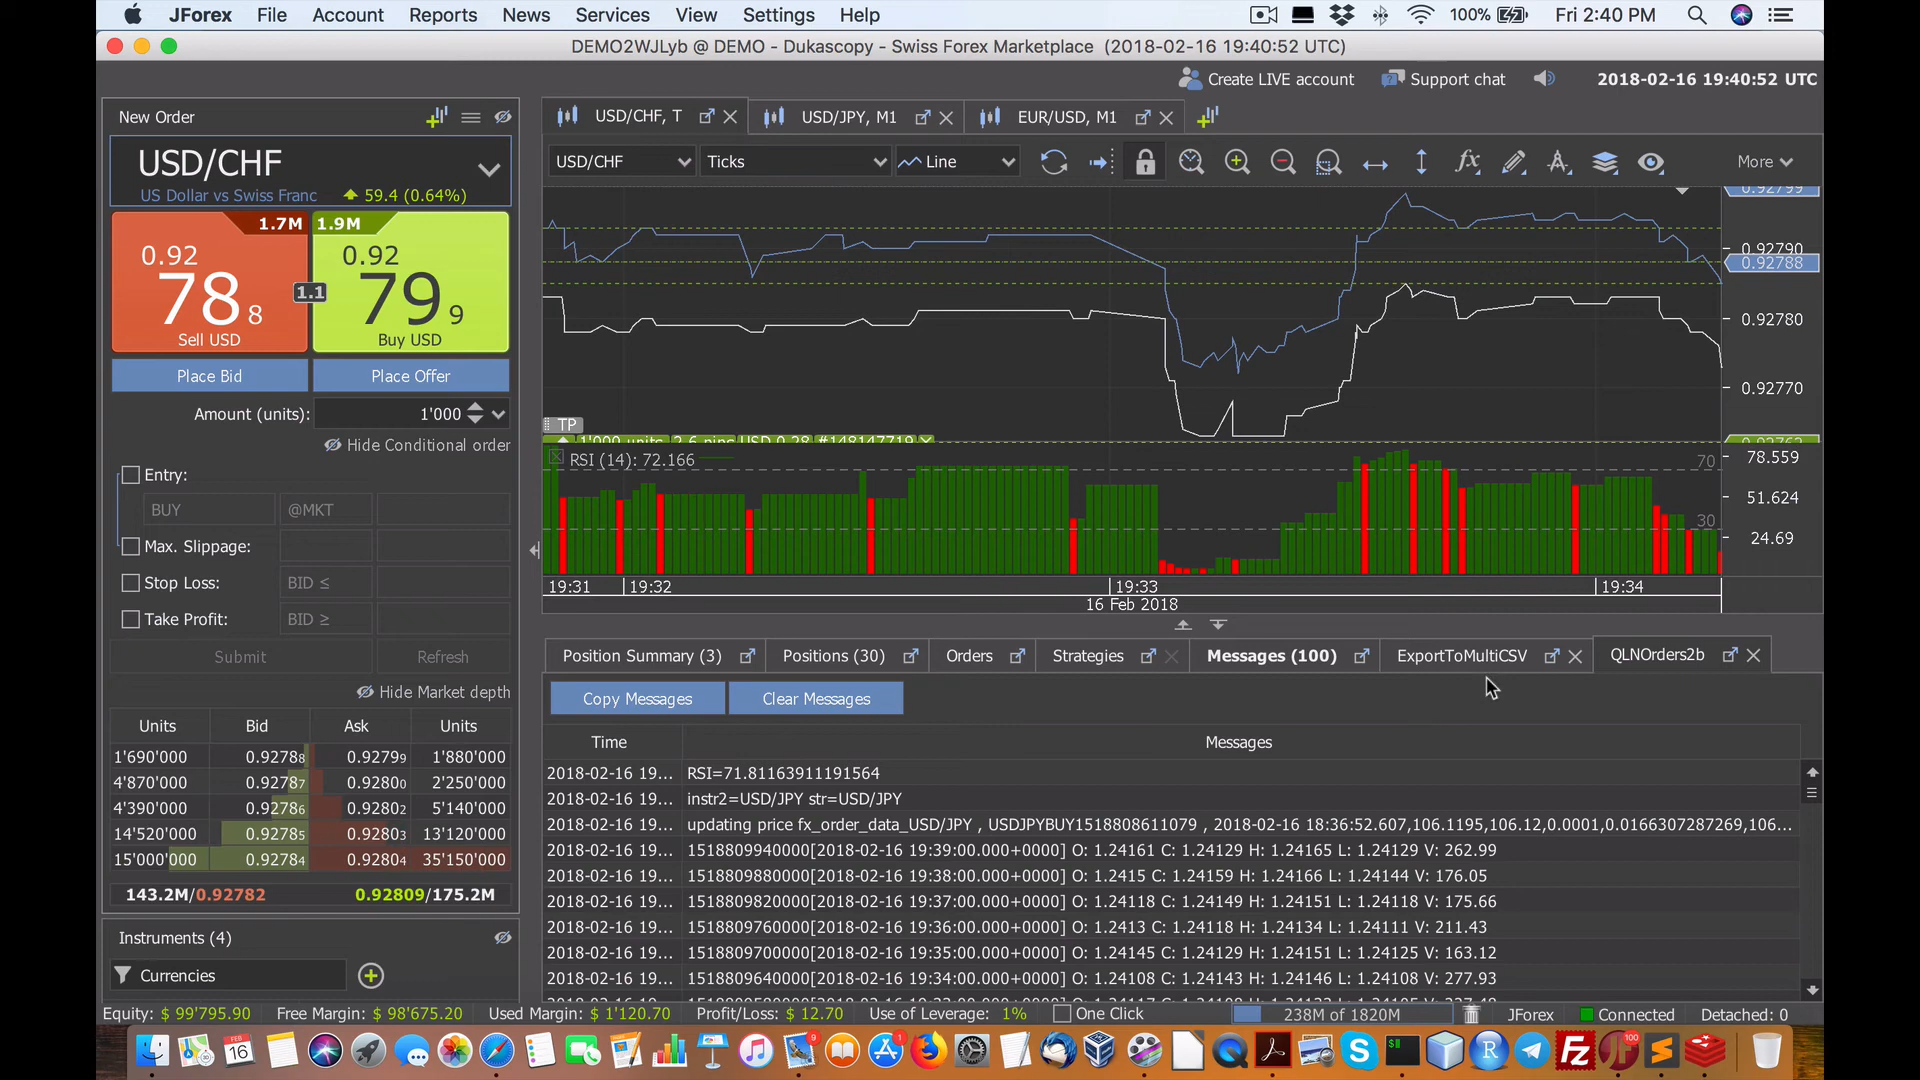 JForex File Account Reports News Services View Settings Help 100% Fri 2:40 PM
DEMO2WJLyb @ DEMO - Dukascopy - Swiss Forex Marketplace (2018-02-16 19:40:52 UTC)
Create LIVE account Support chat 2018-02-16 19:40:52 UTC
New Order
USD/CHF, T USD/JPY, M1 EUR/USD, M1
USD/CHF
US Dollar vs Swiss Franc 59.4 (0.64%)
USD/CHF Ticks Line More
1.7M 1.9M
0.92 78 8 Sell USD
1.1
0.92 79 9 Buy USD
Place Bid Place Offer
Amount (units): 1'000
Hide Conditional order
Entry:
BUY @MKT
Max. Slippage:
Stop Loss: BID ≤
Take Profit: BID ≥
Submit Refresh
Hide Market depth
Units Bid Ask Units
1'690'000 0.92788 0.92799 1'880'000
4'870'000 0.92787 0.92800 2'250'000
4'390'000 0.92786 0.92802 5'140'000
14'520'000 0.92785 0.92803 13'120'000
15'000'000 0.92784 0.92804 35'150'000
143.2M/0.92782 0.92809/175.2M
Instruments (4)
Currencies
0.92799
0.92790
0.92788
0.92780
0.92770
0.92762
TP
1'000 units 2.6 pips USD 0.28 #148147719
RSI (14): 72.166
70 78.559
51.624
30 24.69
19:31 19:32 19:33 19:34
16 Feb 2018
Position Summary (3) Positions (30) Orders Strategies Messages (100) ExportToMultiCSV QLNOrders2b
Copy Messages Clear Messages
Time Messages
2018-02-16 19... RSI=71.81163911191564
2018-02-16 19... instr2=USD/JPY str=USD/JPY
2018-02-16 19... updating price fx_order_data_USD/JPY , USDJPYBUY1518808611079 , 2018-02-16 18:36:52.607,106.1195,106.12,0.0001,0.0166307287269,106...
2018-02-16 19... 1518809940000[2018-02-16 19:39:00.000+0000] O: 1.24161 C: 1.24129 H: 1.24165 L: 1.24129 V: 262.99
2018-02-16 19... 1518809880000[2018-02-16 19:38:00.000+0000] O: 1.2415 C: 1.24159 H: 1.24166 L: 1.24144 V: 176.05
2018-02-16 19... 1518809820000[2018-02-16 19:37:00.000+0000] O: 1.24118 C: 1.24149 H: 1.24151 L: 1.24118 V: 175.66
2018-02-16 19... 1518809760000[2018-02-16 19:36:00.000+0000] O: 1.2413 C: 1.24118 H: 1.24134 L: 1.24111 V: 211.43
2018-02-16 19... 1518809700000[2018-02-16 19:35:00.000+0000] O: 1.24145 C: 1.24129 H: 1.24151 L: 1.24125 V: 163.12
2018-02-16 19... 1518809640000[2018-02-16 19:34:00.000+0000] O: 1.24108 C: 1.24143 H: 1.24146 L: 1.24108 V: 277.93
Equity: $ 99'795.90 Free Margin: $ 98'675.20 Used Margin: $ 1'120.70 Profit/Loss: $ 12.70 Use of Leverage: 1% One Click 238M of 1820M JForex Connected Detached: 0
FEB 16 9 1 100